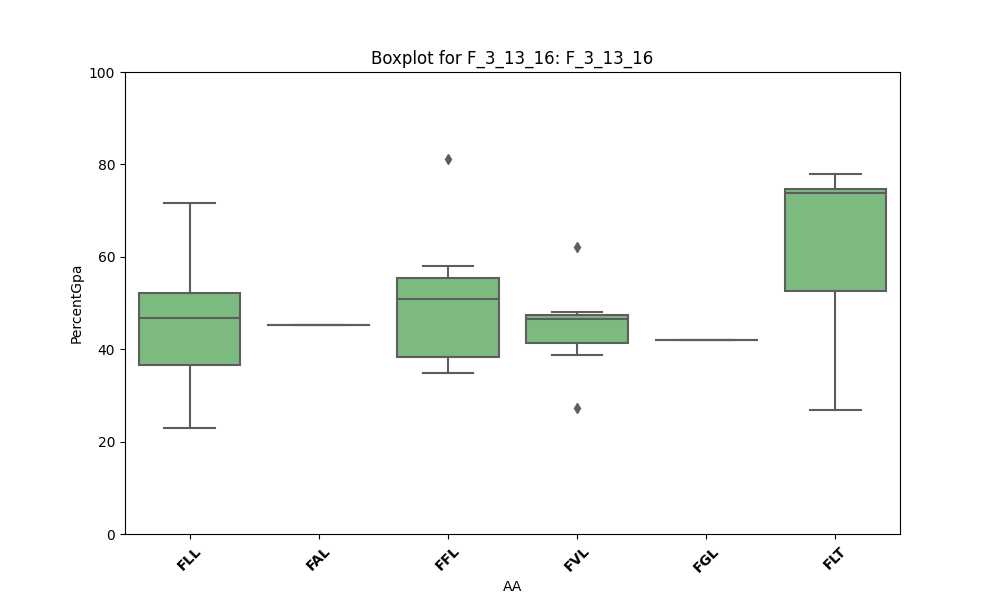 Boxplot for F_3_13_16: F_3_13_16
100
80
60
40
20
0
PercentGpa
FLL
FAL
FFL
FVL
FGL
FLT
AA